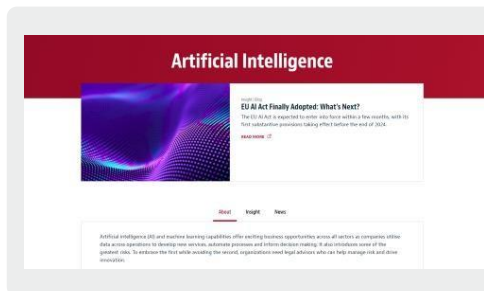 Artificial Intelligence
Insight Blog
EU AI Act Finally Adopted: What's Next?
The EU AI Act is expected to enter into force within a few months, with its
first substantive provisions taking effect before the end of 2024.
READ MORE
About Insight News
Artificial intelligence (AI) and machine learning capabilities offer exciting business opportunities across all sectors as companies utilise
data across operations to develop new services, automate processes and inform decision making. It also introduces some of the
greatest risks. To embrace the first while avoiding the second, organizations need legal advisors who can help manage risk and drive
innovation.